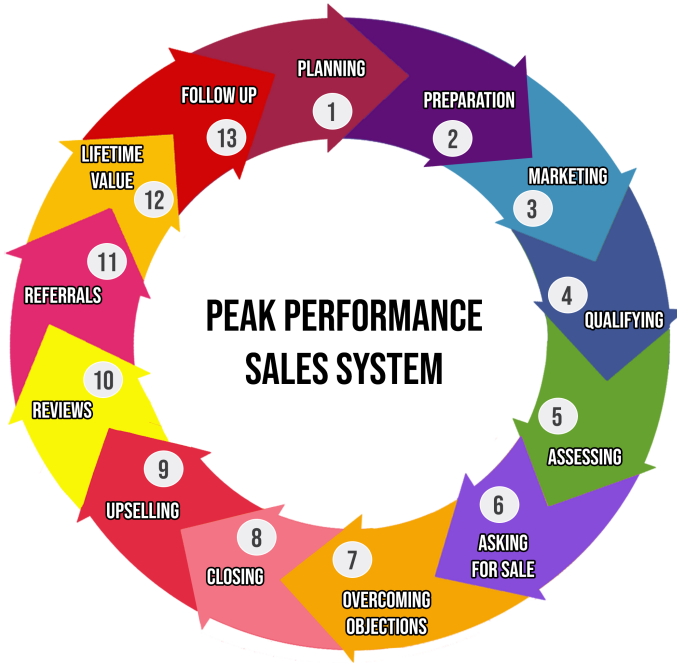 PLANNING
1
PREPARATION
2
MARKETING
3
4
QUALIFYING
5
ASSESSING
6
ASKING
FOR SALE
7
OVERCOMING
OBJECTIONS
8
CLOSING
9
UPSELLING
10
REVIEWS
11
REFERRALS
LIFETIME
VALUE
12
FOLLOW UP
13
PEAK PERFORMANCE
SALES SYSTEM